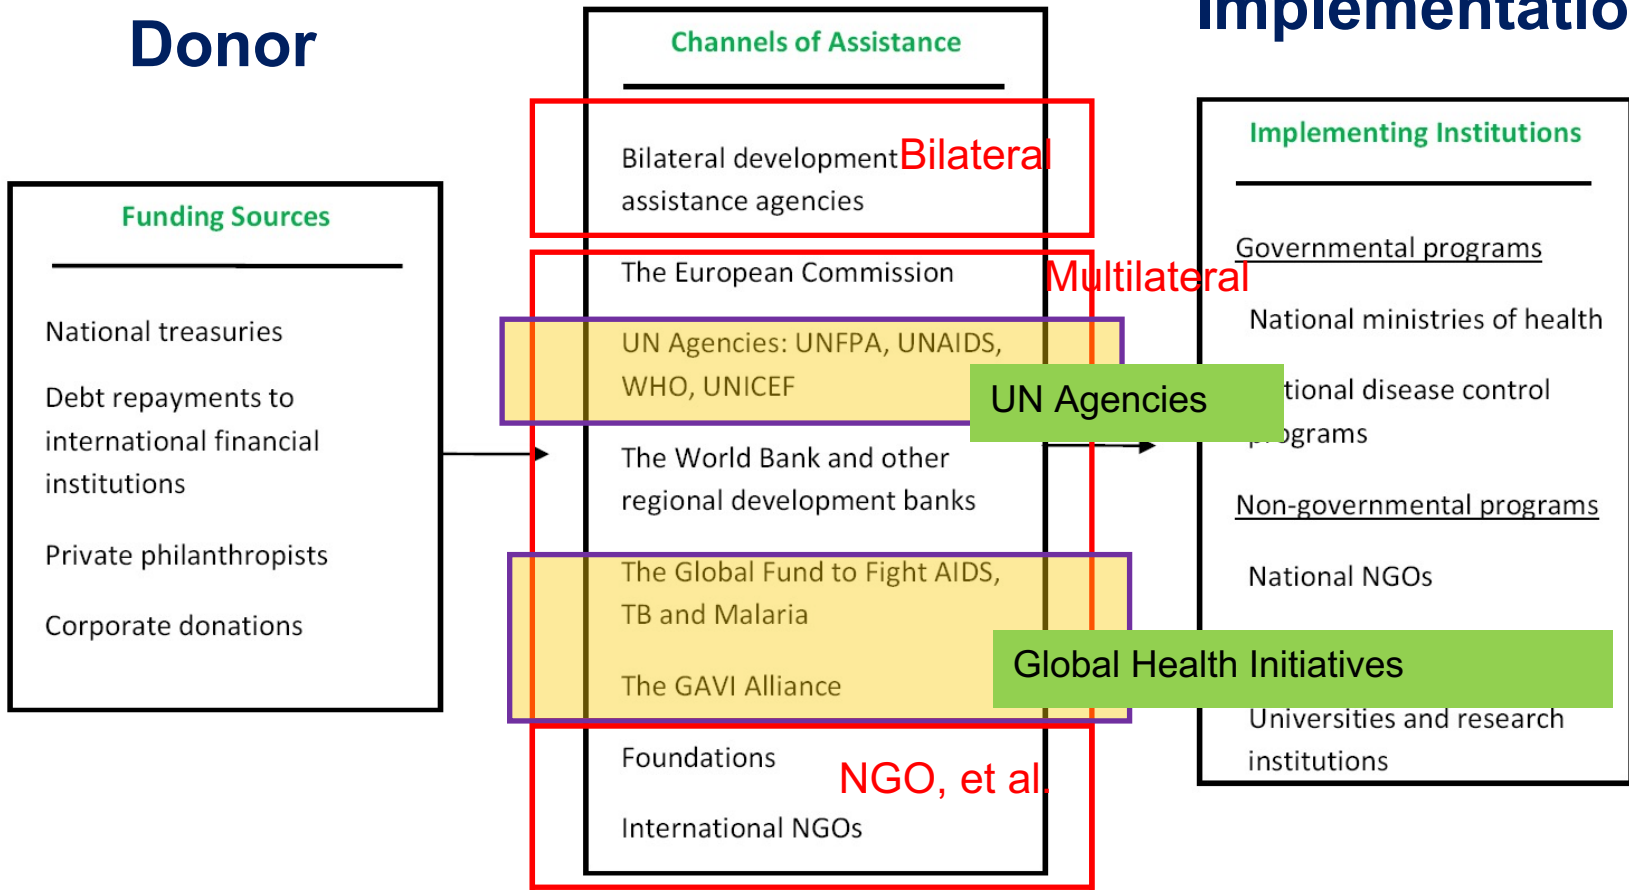 Donor
Implementatio
Funding Sources
National treasuries
Debt repayments to
international financial
institutions
Private philanthropists
Corporate donations
Channels of Assistance
Bilateral development
assistance agencies
Bilateral
The European Commission
Multilateral
UN Agencies: UNFPA, UNAIDS,
WHO, UNICEF
UN Agencies
The World Bank and other
regional development banks
The Global Fund to Fight AIDS,
TB and Malaria
The GAVI Alliance
Global Health Initiatives
Foundations
NGO, et al.
International NGOs
Implementing Institutions
Governmental programs
National ministries of health
tional disease control
programs
Non-governmental programs
National NGOs
Universities and research
institutions